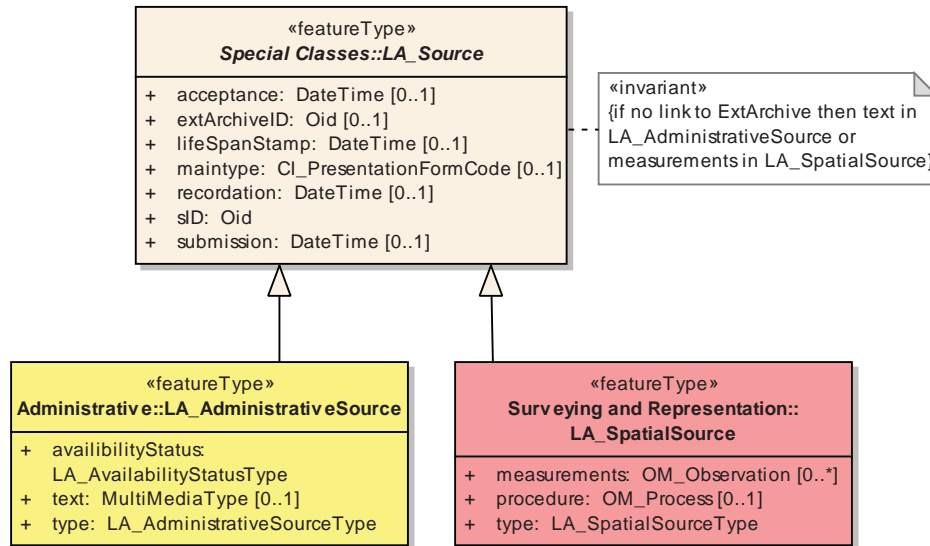 «featureType»
Special Classes::LA_Source
+ acceptance: DateTime [0..1]
+ extArchiveID: Oid [0..1]
+ lifeSpanStamp: DateTime [0..1]
+ maintype: CI_PresentationFormCode [0..1]
+ recordation: DateTime [0..1]
+ sID: Oid
+ submission: DateTime [0..1]
«invariant»
{if no link to ExtArchive then text in
LA_AdministrativeSource or
measurements in LA_SpatialSource}
«featureType»
Administrative::LA_AdministrativeSource
+ availibilityStatus:
LA_AvailabilityStatusType
+ text: MultiMediaType [0..1]
+ type: LA_AdministrativeSourceType
«featureType»
Surveying and Representation::
LA_SpatialSource
+ measurements: OM_Observation [0..*]
+ procedure: OM_Process [0..1]
+ type: LA_SpatialSourceType